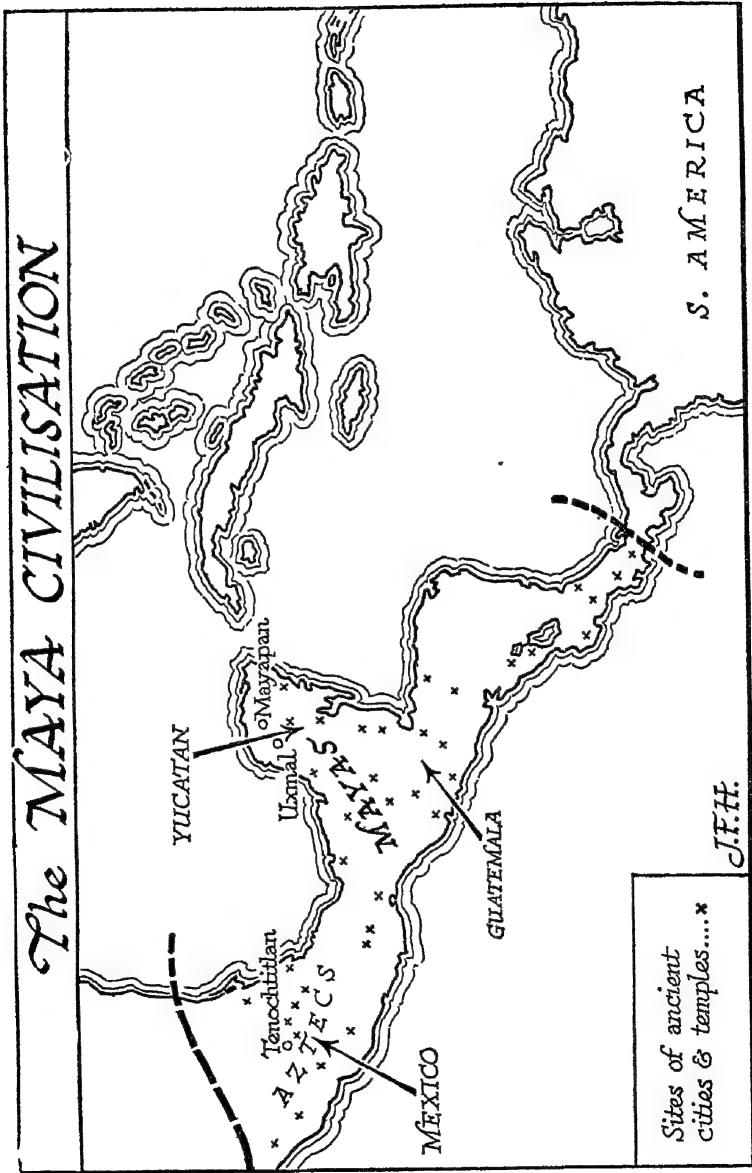 The MAYA CIVILISATION
YUCATAN
Mayapan
Uxmal
Tenochtitlan
MAYAS
AZTECS
MEXICO
GUATEMALA
S. AMERICA
Sites of ancient
cities & temples....x
J.F.H.